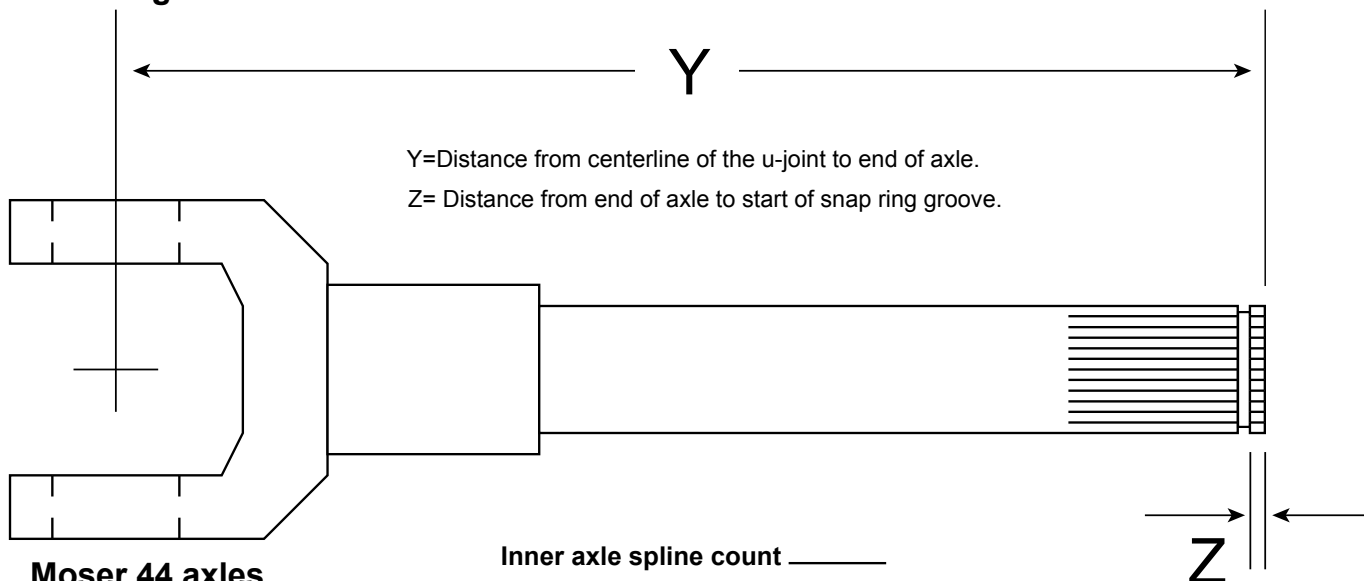 Y
Y=Distance from centerline of the u-joint to end of axle.
Z= Distance from end of axle to start of snap ring groove.
Inner axle spline count ______
Z
Moser 44 axles